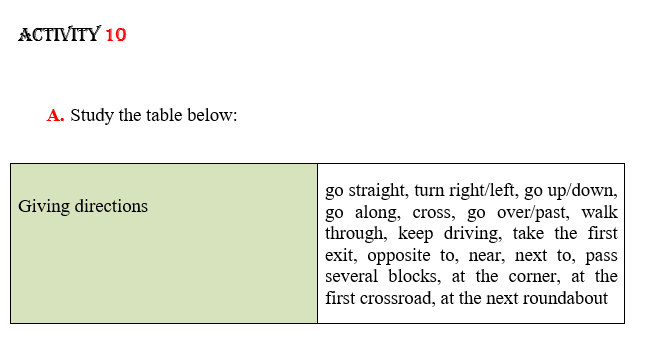 ACTIVITY 10
A. Study the table below:
Giving directions
go straight, turn right/left, go up/down,
go along, cross, go over/past, walk
through, keep driving, take the first
exit, opposite to, near, next to, pass
several blocks, at the corner, at the
first crossroad, at the next roundabout